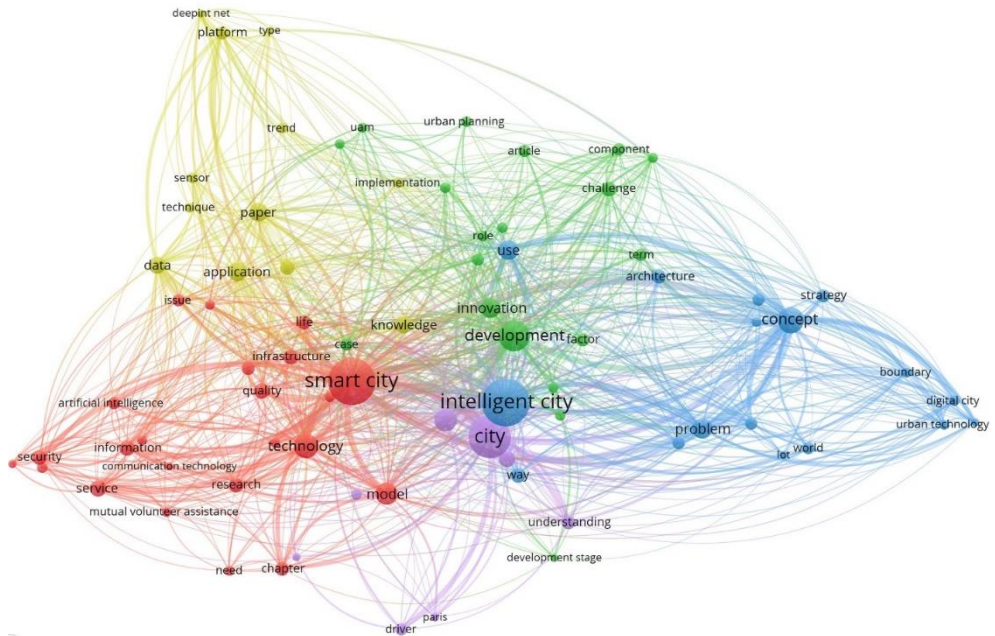 deepint net
platform
type
trend
uam
urban planning
article
component
sensor
implementation
challenge
technique
paper
role
use
term
data
application
architecture
issue
strategy
innovation
concept
life
knowledge
development
factor
case
infrastructure
smart city
boundary
quality
intelligent city
artificial intelligence
digital city
urban technology
problem
city
technology
information
world
iot
security
communication technology
way
service
research
model
mutual volunteer assistance
understanding
development stage
need
chapter
paris
driver